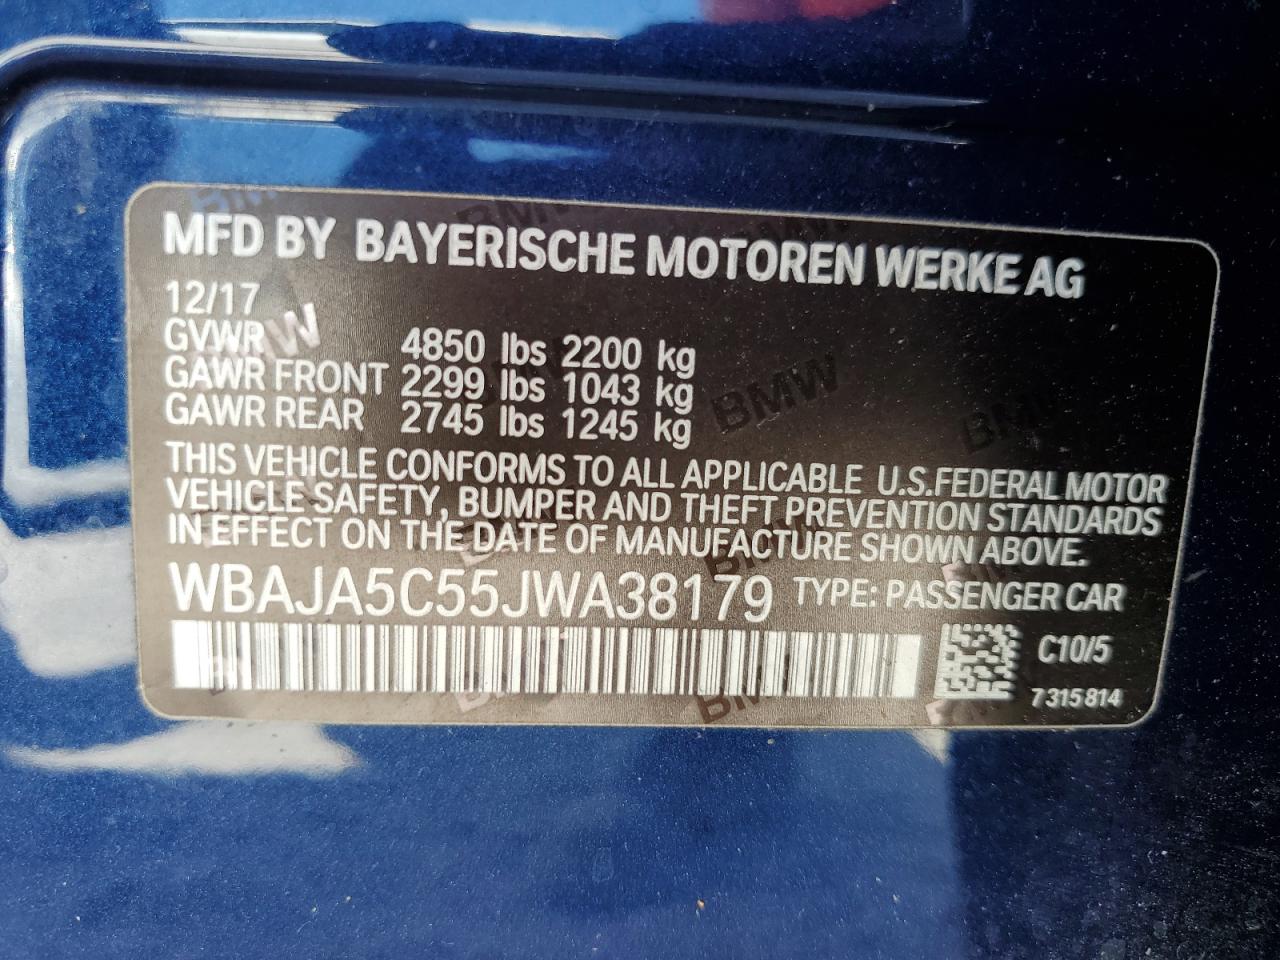 MFD BY BAYERISCHE MOTOREN WERKE AG
12/17
GVWR 4850 lbs 2200 kg
GAWR FRONT 2299 lbs 1043 kg
GAWR REAR 2745 lbs 1245 kg
THIS VEHICLE CONFORMS TO ALL APPLICABLE U.S.FEDERAL MOTOR
VEHICLE SAFETY, BUMPER AND THEFT PREVENTION STANDARDS
IN EFFECT ON THE DATE OF MANUFACTURE SHOWN ABOVE.
WBAJA5C55JWA38179 TYPE: PASSENGER CAR
C10/5
7 315 814